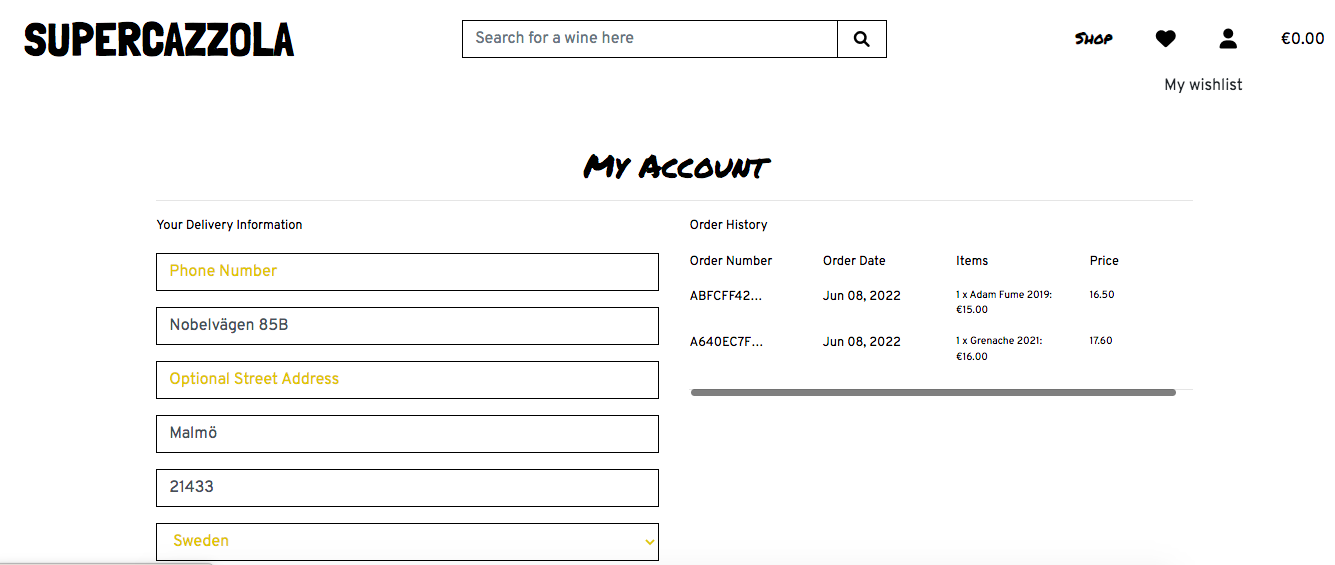 SUPERCAZZOLA
Search for a wine here
Shop
€0.00
My wishlist
My Account
Your Delivery Information
Phone Number
Nobelvägen 85B
Optional Street Address
Malmö
21433
Sweden
Order History
Order Number Order Date Items Price
ABFCFF42... Jun 08, 2022 1 x Adam Fume 2019: 16.50
€15.00
A640EC7F... Jun 08, 2022 1 x Grenache 2021: 17.60
€16.00